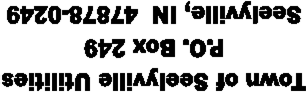 Town of Seelyville Utilities
P.O. Box 249
Seelyville, IN 47878-0249